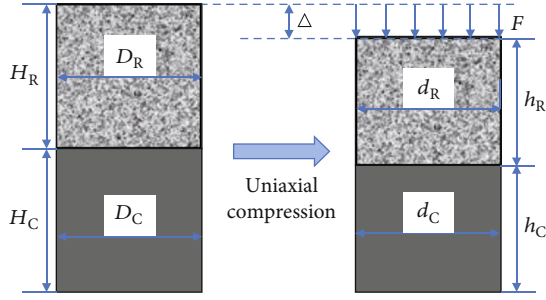 Δ
F
H_R
D_R
d_R
h_R
Uniaxial
compression
H_C
D_C
d_C
h_C